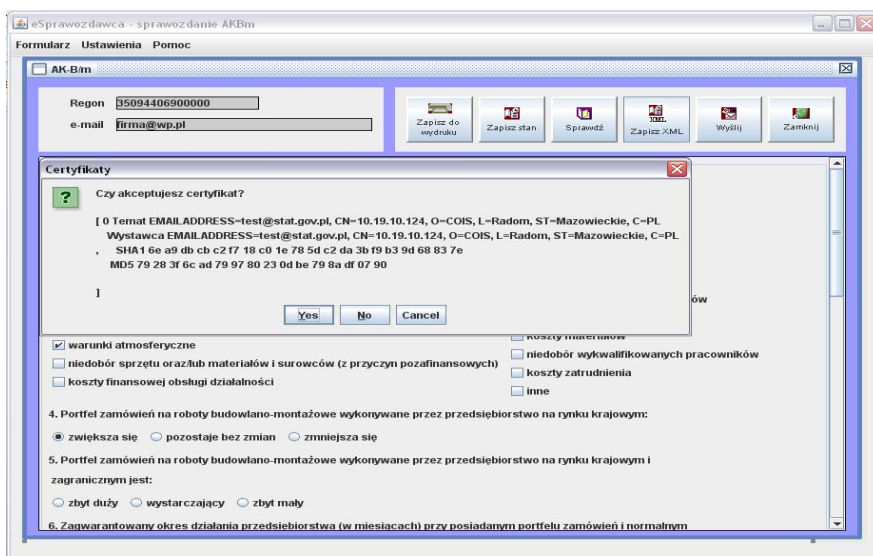 eSprawozdawca - sprawozdanie AKBm
Formularz Ustawienia Pomoc
AK-B/m
Regon 35094406900000
e-mail firma@wp.pl
Zapisz do wydruku
Zapisz stan
Sprawdź
XML
Zapisz XML
Wyślij
Zamknij
Certyfikaty
Czy akceptujesz certyfikat?
[ 0 Temat EMAILADDRESS=test@stat.gov.pl, CN=10.19.10.124, O=COIS, L=Radom, ST=Mazowieckie, C=PL
Wystawca EMAILADDRESS=test@stat.gov.pl, CN=10.19.10.124, O=COIS, L=Radom, ST=Mazowieckie, C=PL
, SHA1 6e a9 db cb c2 f7 18 c0 1e 78 5d c2 da 3b f9 b3 9d 68 83 7e
MD5 79 28 3f 6c ad 79 97 80 23 0d be 79 8a df 07 90
]
Yes No Cancel
ów
warunki atmosferyczne
koszty materiałów
niedobór sprzętu oraz/lub materiałów i surowców (z przyczyn pozafinansowych)
niedobór wykwalifikowanych pracowników
koszty finansowej obsługi działalności
koszty zatrudnienia
inne
4. Portfel zamówień na roboty budowlano-montażowe wykonywane przez przedsiębiorstwo na rynku krajowym:
zwiększa się pozostaje bez zmian zmniejsza się
5. Portfel zamówień na roboty budowlano-montażowe wykonywane przez przedsiębiorstwo na rynku krajowym i
zagranicznym jest:
zbyt duży wystarczający zbyt mały
6. Zagwarantowany okres działania przedsiębiorstwa (w miesiącach) przy posiadanym portfelu zamówień i normalnym